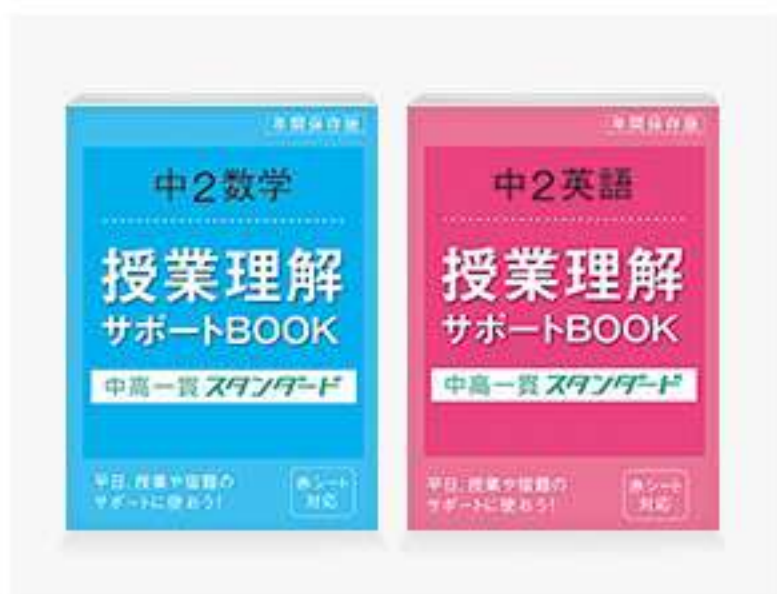 年間保存版
中2数学
授業理解
サポートBOOK
中高一貫スタンダード
平日、授業や宿題の
サポートに使おう!
赤シート
対応
年間保存版
中2英語
授業理解
サポートBOOK
中高一貫スタンダード
平日、授業や宿題の
サポートに使おう!
赤シート
対応